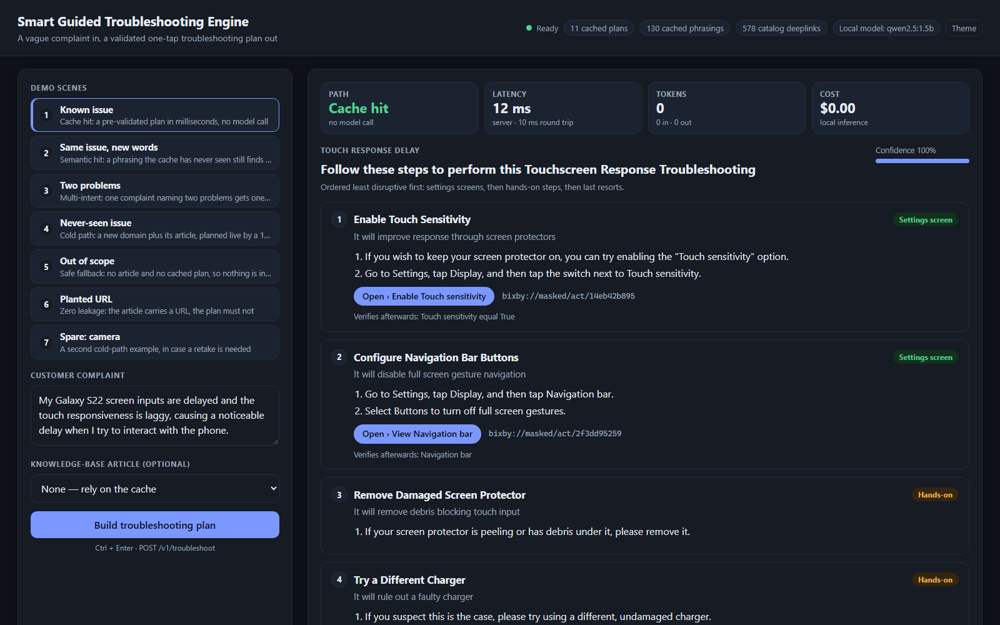 Smart Guided Troubleshooting Engine
A vague complaint in, a validated one-tap troubleshooting plan out
Ready
11 cached plans
130 cached phrasings
578 catalog deeplinks
Local model: qwen2.5:1.5b
Theme
DEMO SCENES
1
Known issue
Cache hit: a pre-validated plan in milliseconds, no model call
2
Same issue, new words
Semantic hit: a phrasing the cache has never seen still finds ...
3
Two problems
Multi-intent: one complaint naming two problems gets one...
4
Never-seen issue
Cold path: a new domain plus its article, planned live by a 1...
5
Out of scope
Safe fallback: no article and no cached plan, so nothing is in...
6
Planted URL
Zero leakage: the article carries a URL, the plan must not
7
Spare: camera
A second cold-path example, in case a retake is needed
CUSTOMER COMPLAINT
My Galaxy S22 screen inputs are delayed and the
touch responsiveness is laggy, causing a noticeable
delay when I try to interact with the phone.
KNOWLEDGE-BASE ARTICLE (OPTIONAL)
None — rely on the cache
Build troubleshooting plan
Ctrl + Enter · POST /v1/troubleshoot
PATH
Cache hit
no model call
LATENCY
12 ms
server · 10 ms round trip
TOKENS
0
0 in · 0 out
COST
$0.00
local inference
TOUCH RESPONSE DELAY
Confidence 100%
Follow these steps to perform this Touchscreen Response Troubleshooting
Ordered least disruptive first: settings screens, then hands-on steps, then last resorts.
1
Enable Touch Sensitivity
Settings screen
It will improve response through screen protectors
1. If you wish to keep your screen protector on, you can try enabling the "Touch sensitivity" option.
2. Go to Settings, tap Display, and then tap the switch next to Touch sensitivity.
Open › Enable Touch sensitivity
bixby://masked/act/14eb42b895
Verifies afterwards: Touch sensitivity equal True
2
Configure Navigation Bar Buttons
Settings screen
It will disable full screen gesture navigation
1. Go to Settings, tap Display, and then tap Navigation bar.
2. Select Buttons to turn off full screen gestures.
Open › View Navigation bar
bixby://masked/act/2f3dd95259
Verifies afterwards: Navigation bar
3
Remove Damaged Screen Protector
Hands-on
It will remove debris blocking touch input
1. If your screen protector is peeling or has debris under it, please remove it.
4
Try a Different Charger
Hands-on
It will rule out a faulty charger
1. If you suspect this is the case, please try using a different, undamaged charger.